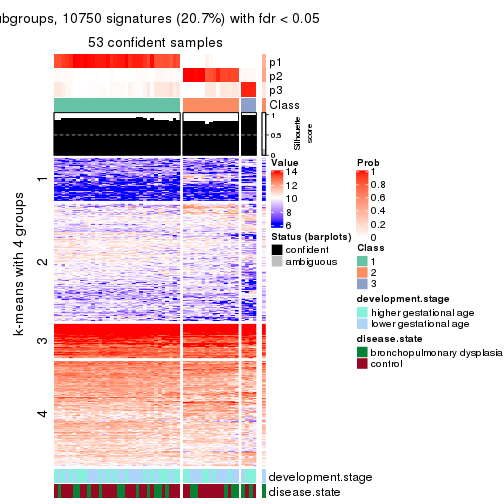 ubgroups, 10750 signatures (20.7%) with fdr < 0.05
53 confident samples
p1
p2
p3
Class
1
0.5
0
Silhouette
score
k-means with 4 groups
1
2
3
4
Value
14
12
10
8
6
Status (barplots)
confident
ambiguous
Prob
1
0.8
0.6
0.4
0.2
0
Class
1
2
3
development.stage
higher gestational age
lower gestational age
disease.state
bronchopulmonary dysplasia
control
development.stage
disease.state